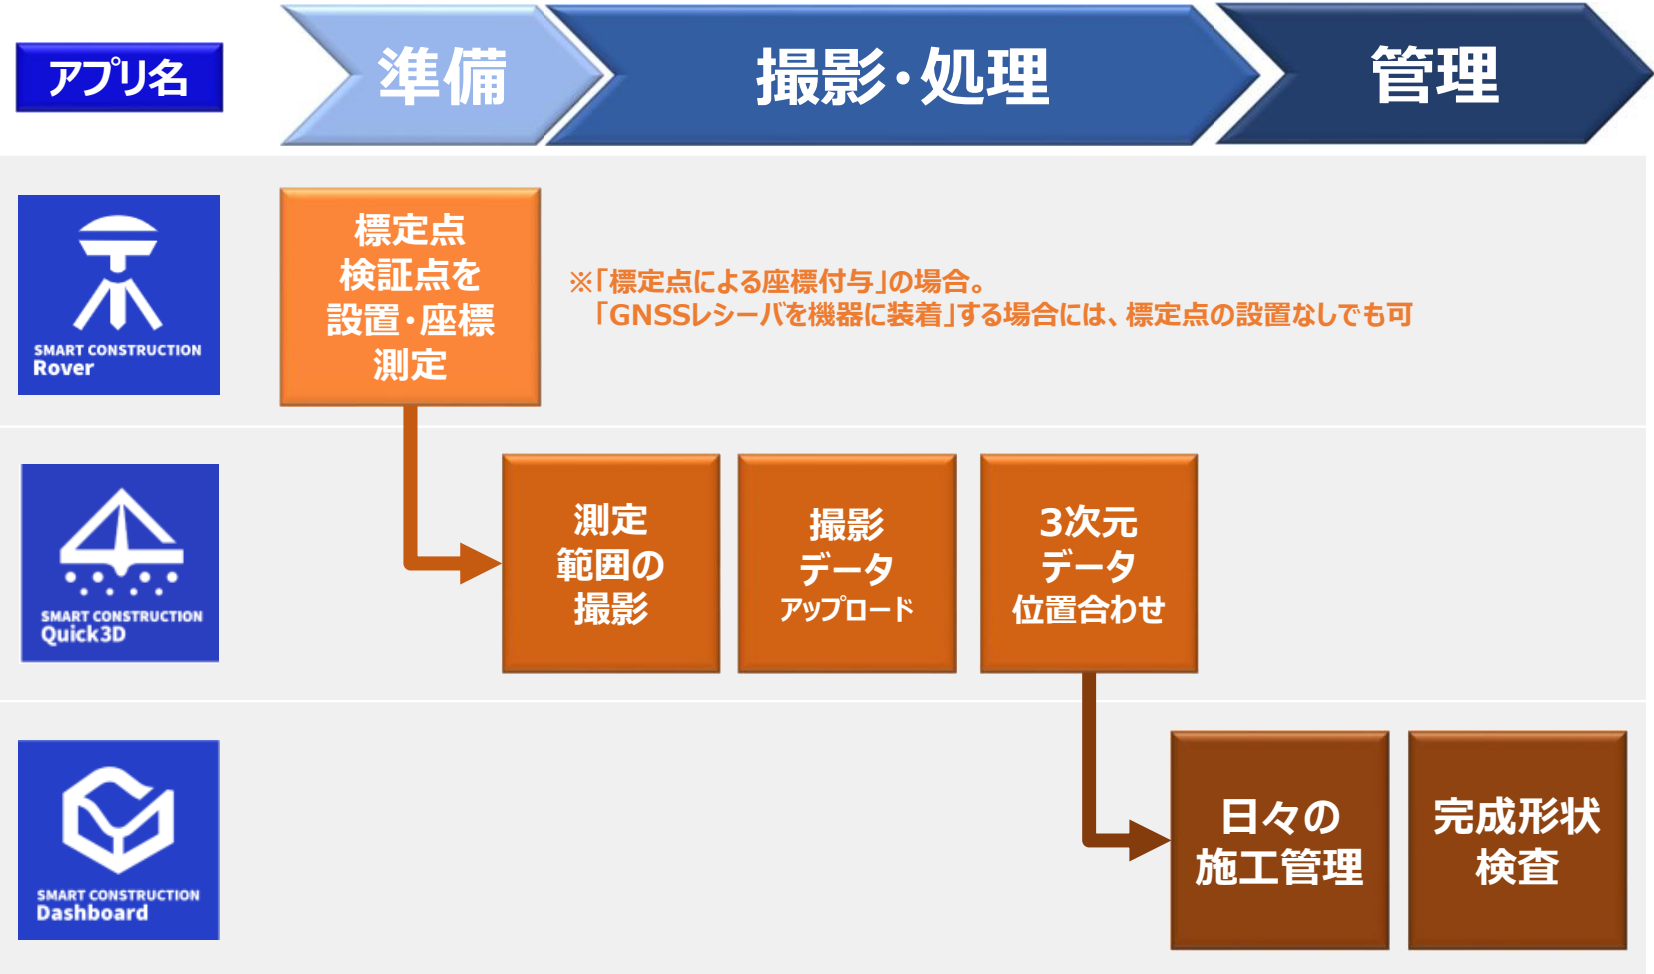 アプリ名
準備
撮影・処理
管理
SMART CONSTRUCTION
Rover
標定点
検証点を
設置・座標
測定
※「標定点による座標付与」の場合。
「GNSSレシーバを機器に装着」する場合には、標定点の設置なしでも可
SMART CONSTRUCTION
Quick3D
測定
範囲の
撮影
撮影
データ
アップロード
3次元
データ
位置合わせ
SMART CONSTRUCTION
Dashboard
日々の
施工管理
完成形状
検査